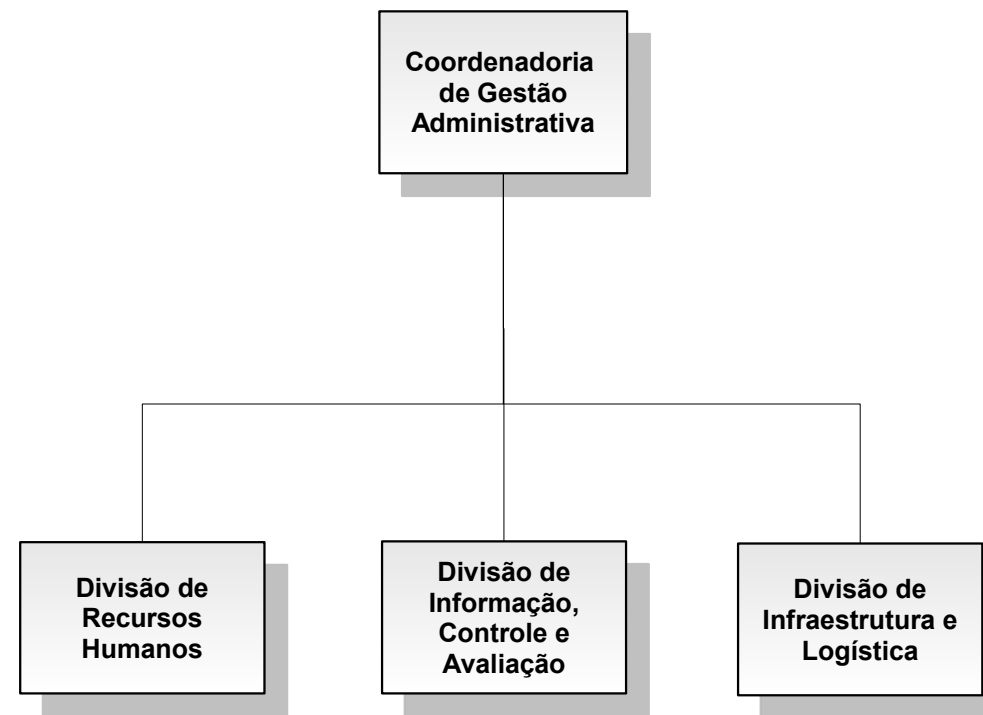 Coordenadoria
de Gestão
Administrativa
Divisão de
Recursos
Humanos
Divisão de
Informação,
Controle e
Avaliação
Divisão de
Infraestrutura e
Logística